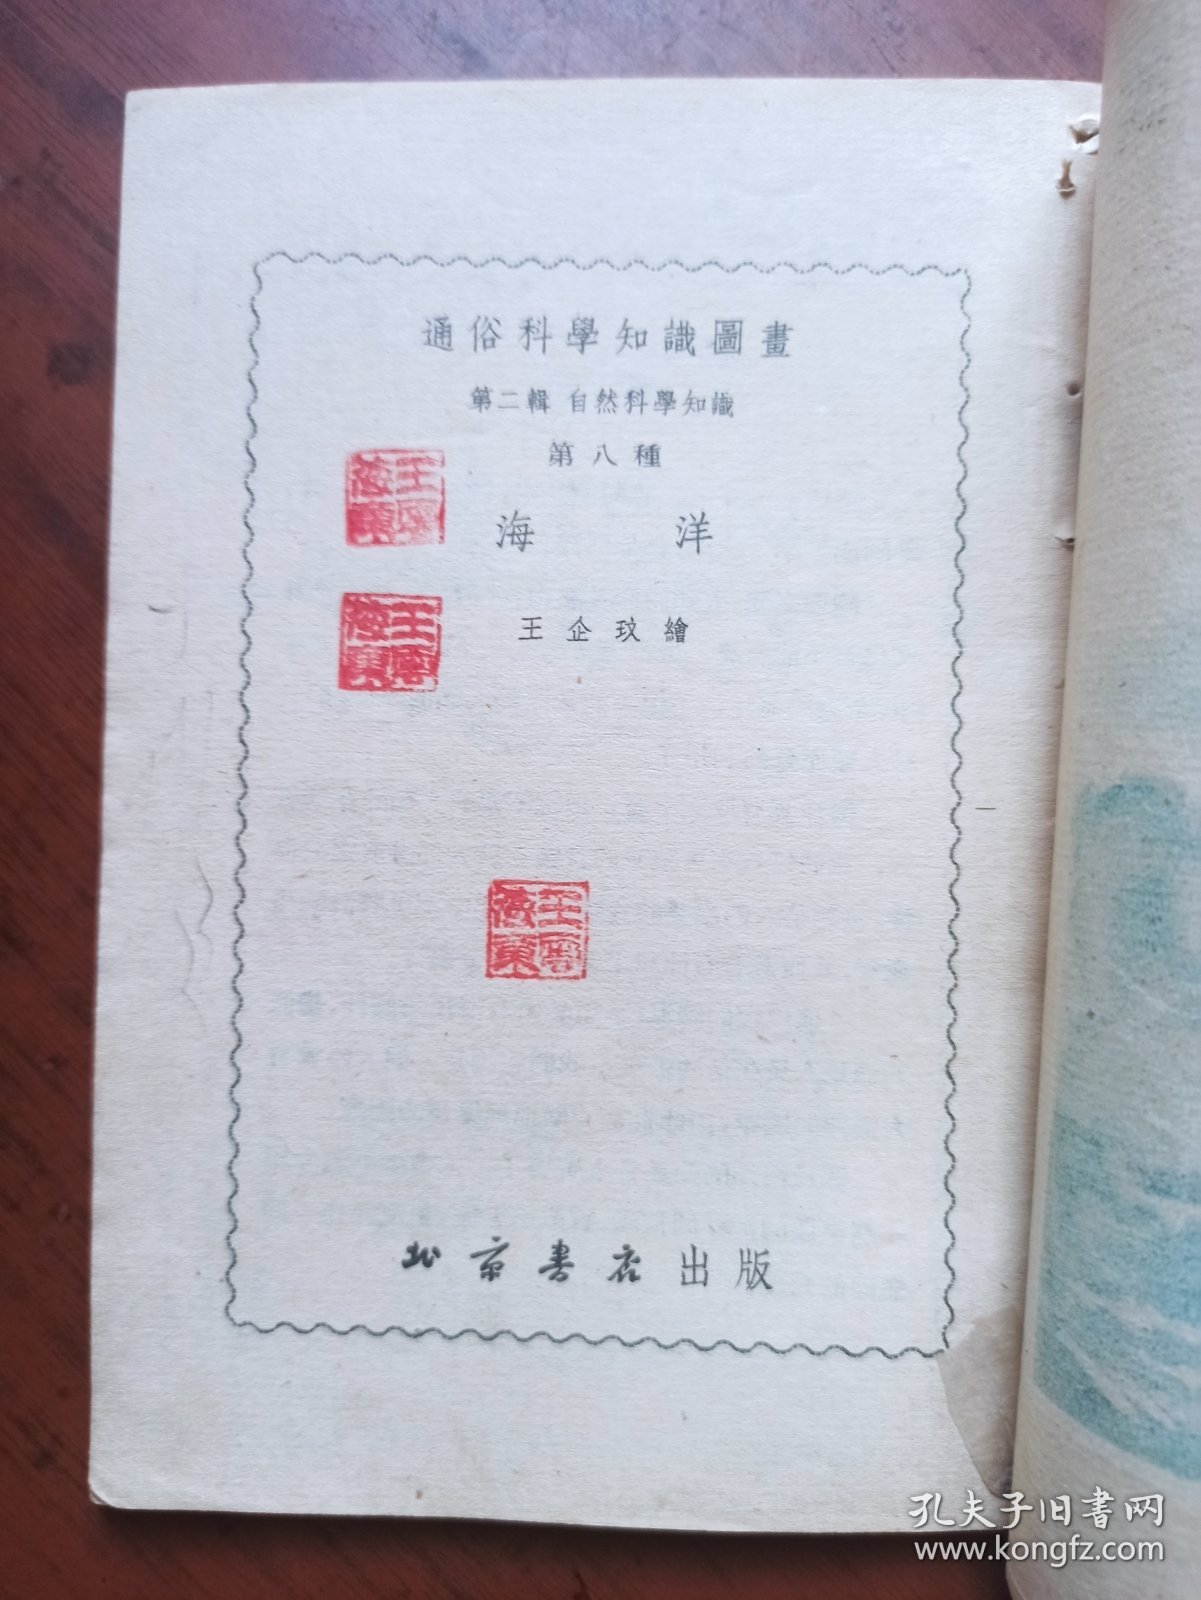 通俗科學知識圖畫
第二輯 自然科學知識
第八種
海 洋
王企玟繪
北京書店出版
孔夫子旧书网
www.kongfz.com